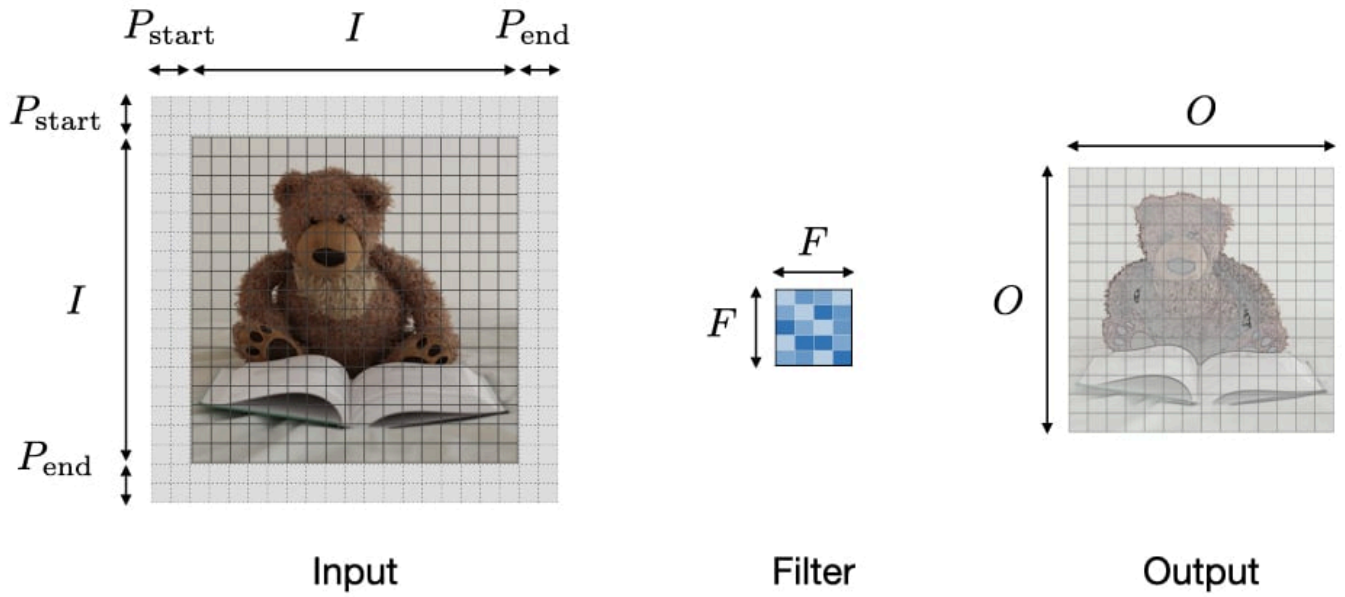 P_start I P_end
P_start
I
P_end
F
F
O
O
Input Filter Output